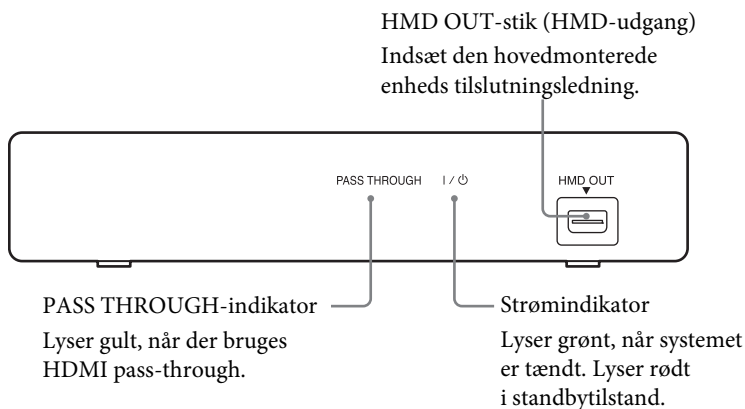 HMD OUT-stik (HMD-udgang)
Indsæt den hovedmonterede
enheds tilslutningsledning.
PASS THROUGH
I / ⏻
HMD OUT
PASS THROUGH-indikator
Lyser gult, når der bruges
HDMI pass-through.
Strømindikator
Lyser grønt, når systemet
er tændt. Lyser rødt
i standbytilstand.